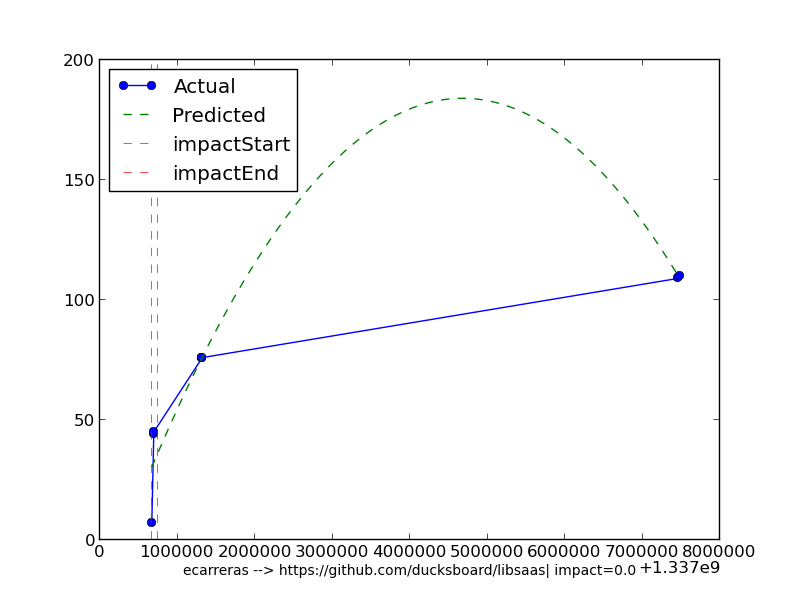 200
150
100
50
0
Actual
Predicted
impactStart
impactEnd
0 1000000 2000000 3000000 4000000 5000000 6000000 7000000 8000000
+1.337e9
ecarreras --> https://github.com/ducksboard/libsaas| impact=0.0